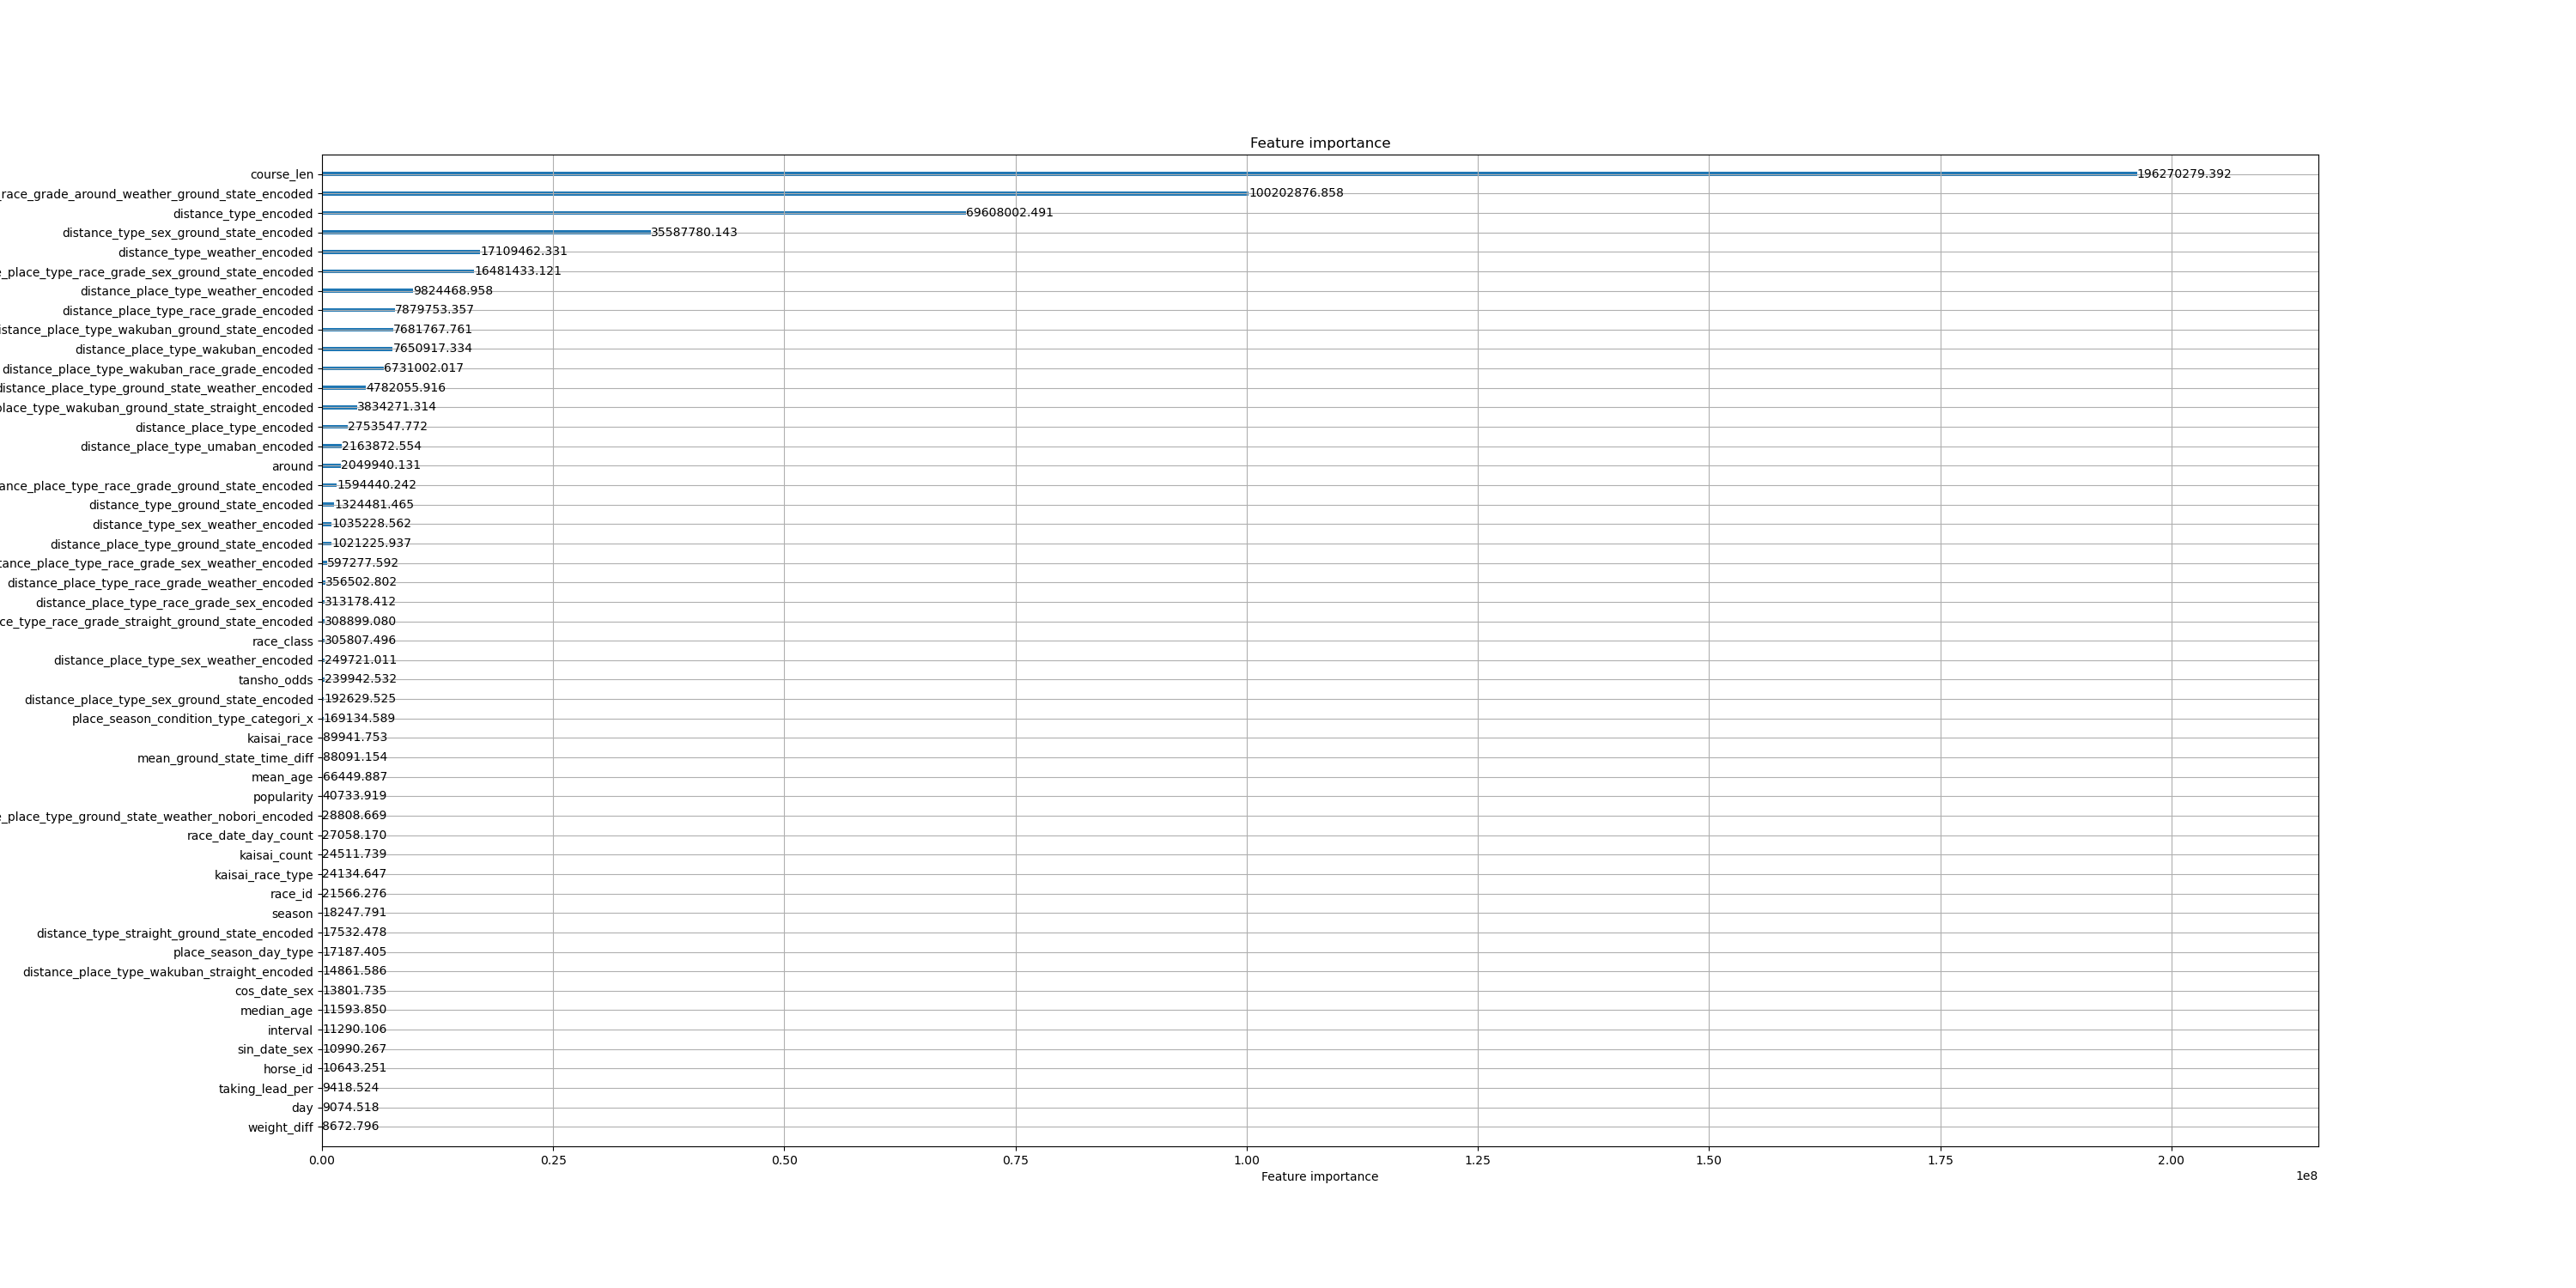 Feature importance
course_len 196270279.392
_race_grade_around_weather_ground_state_encoded 100202876.858
distance_type_encoded 69608002.491
distance_type_sex_ground_state_encoded 35587780.143
distance_type_weather_encoded 17109462.331
_place_type_race_grade_sex_ground_state_encoded 16481433.121
distance_place_type_weather_encoded 9824468.958
distance_place_type_race_grade_encoded 7879753.357
istance_place_type_wakuban_ground_state_encoded 7681767.761
distance_place_type_wakuban_encoded 7650917.334
distance_place_type_wakuban_race_grade_encoded 6731002.017
distance_place_type_ground_state_weather_encoded 4782055.916
place_type_wakuban_ground_state_straight_encoded 3834271.314
distance_place_type_encoded 2753547.772
distance_place_type_umaban_encoded 2163872.554
around 2049940.131
ance_place_type_race_grade_ground_state_encoded 1594440.242
distance_type_ground_state_encoded 1324481.465
distance_type_sex_weather_encoded 1035228.562
distance_place_type_ground_state_encoded 1021225.937
tance_place_type_race_grade_sex_weather_encoded 597277.592
distance_place_type_race_grade_weather_encoded 356502.802
distance_place_type_race_grade_sex_encoded 313178.412
ce_type_race_grade_straight_ground_state_encoded 308899.080
race_class 305807.496
distance_place_type_sex_weather_encoded 249721.011
tansho_odds 239942.532
distance_place_type_sex_ground_state_encoded 192629.525
place_season_condition_type_categori_x 169134.589
kaisai_race 89941.753
mean_ground_state_time_diff 88091.154
mean_age 66449.887
popularity 40733.919
_place_type_ground_state_weather_nobori_encoded 28808.669
race_date_day_count 27058.170
kaisai_count 24511.739
kaisai_race_type 24134.647
race_id 21566.276
season 18247.791
distance_type_straight_ground_state_encoded 17532.478
place_season_day_type 17187.405
distance_place_type_wakuban_straight_encoded 14861.586
cos_date_sex 13801.735
median_age 11593.850
interval 11290.106
sin_date_sex 10990.267
horse_id 10643.251
taking_lead_per 9418.524
day 9074.518
weight_diff 8672.796
0.00 0.25 0.50 0.75 1.00 1.25 1.50 1.75 2.00
Feature importance
1e8